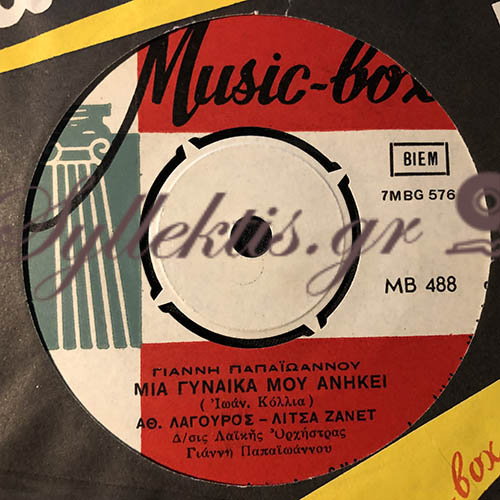 Music-box
BIEM
7MBG 576
Syllektis.gr
MB 488
ΓΙΑΝΝΗ ΠΑΠΑΪΩΑΝΝΟΥ
ΜΙΑ ΓΥΝΑΙΚΑ ΜΟΥ ΑΝΗΚΕΙ
( Ἰωάν. Κόλλια )
ΑΘ. ΛΑΓΟΥΡΟΣ – ΛΙΤΣΑ ΖΑΝΕΤ
Δ/σις Λαϊκῆς Ὀρχήστρας
Γιάννη Παπαϊωάννου
box